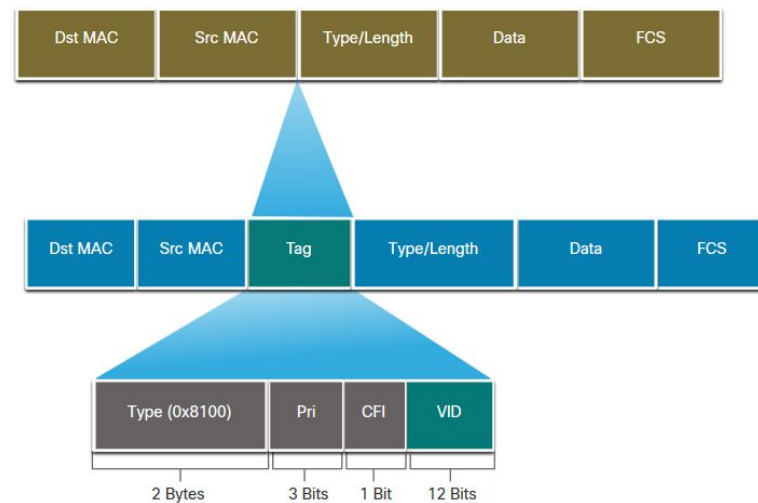 Dst MAC Src MAC Type/Length Data FCS
Dst MAC Src MAC Tag Type/Length Data FCS
Type (0x8100) Pri CFI VID
2 Bytes 3 Bits 1 Bit 12 Bits